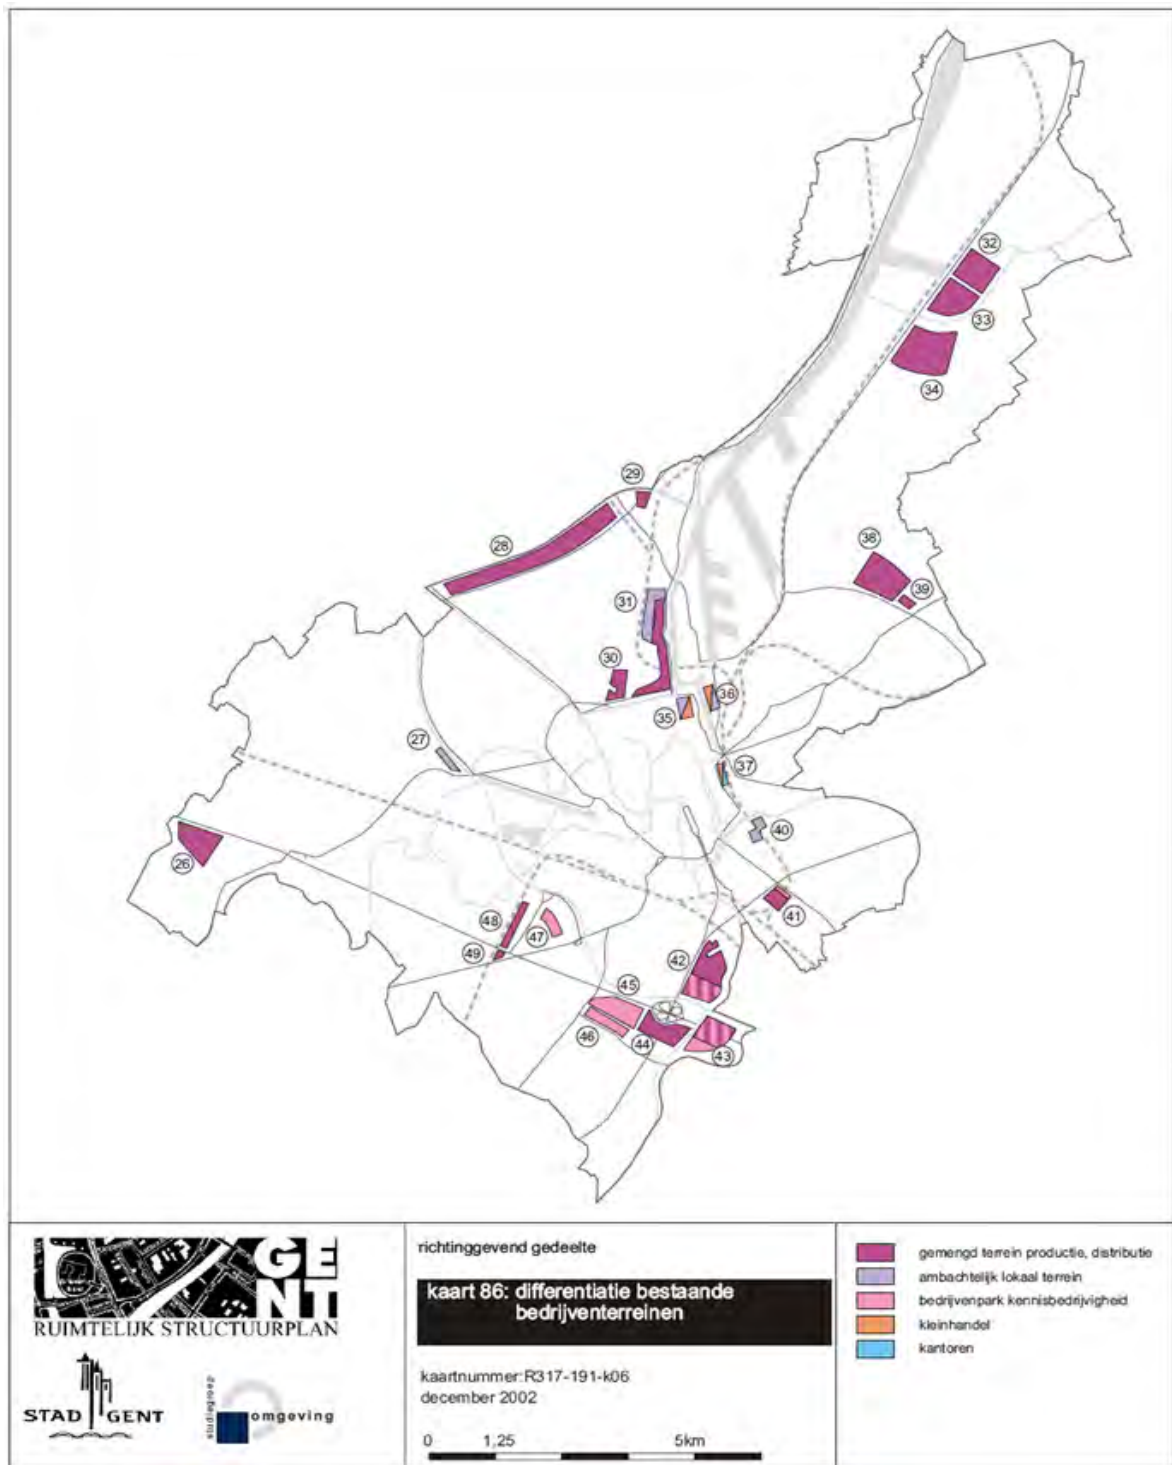 32
33
34
29
28
38
39
31
30
36
35
27
37
40
26
41
48
47
49
42
45
46
44
43
GE
NT
RUIMTELIJK STRUCTUURPLAN
STAD GENT
studiegroep
omgeving
richtinggevend gedeelte
kaart 86: differentiatie bestaande
bedrijventerreinen
kaartnummer:R317-191-k06
december 2002
0 1,25 5km
gemengd terrein productie, distributie
ambachtelijk lokaal terrein
bedrijvenpark kennisbedrijvigheid
kleinhandel
kantoren